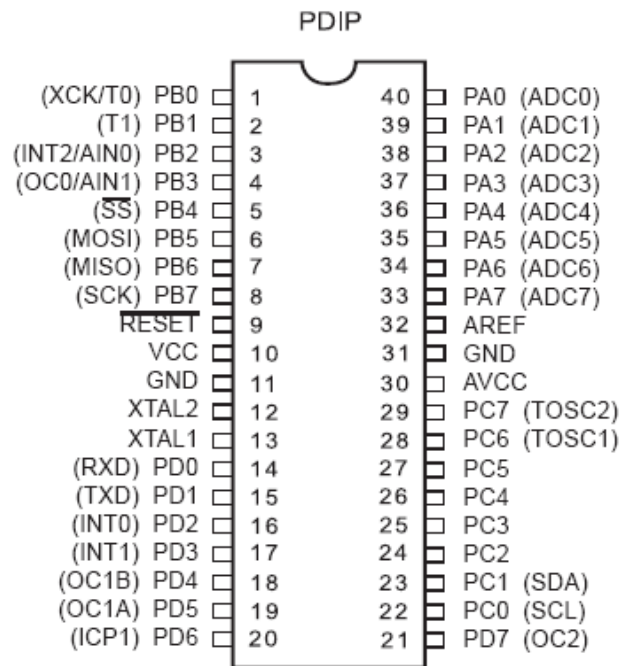 PDIP
(XCK/T0) PB0 1 40 PA0 (ADC0)
(T1) PB1 2 39 PA1 (ADC1)
(INT2/AIN0) PB2 3 38 PA2 (ADC2)
(OC0/AIN1) PB3 4 37 PA3 (ADC3)
(SS) PB4 5 36 PA4 (ADC4)
(MOSI) PB5 6 35 PA5 (ADC5)
(MISO) PB6 7 34 PA6 (ADC6)
(SCK) PB7 8 33 PA7 (ADC7)
RESET 9 32 AREF
VCC 10 31 GND
GND 11 30 AVCC
XTAL2 12 29 PC7 (TOSC2)
XTAL1 13 28 PC6 (TOSC1)
(RXD) PD0 14 27 PC5
(TXD) PD1 15 26 PC4
(INT0) PD2 16 25 PC3
(INT1) PD3 17 24 PC2
(OC1B) PD4 18 23 PC1 (SDA)
(OC1A) PD5 19 22 PC0 (SCL)
(ICP1) PD6 20 21 PD7 (OC2)